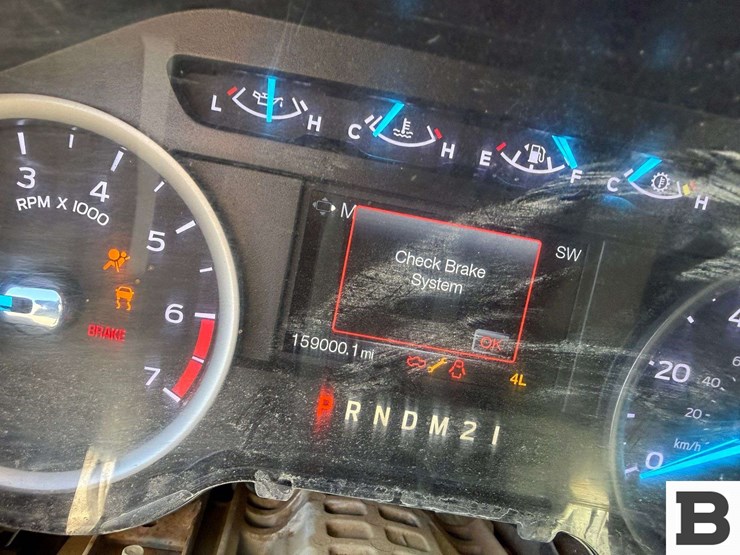 L H
C H
E F
C H
3 4 5 6 7
RPM X 1000
BRAKE
M
SW
Check Brake
System
OK
159000.1 mi
4L
P R N D M 2 1
20
40
20
0
km/h
B